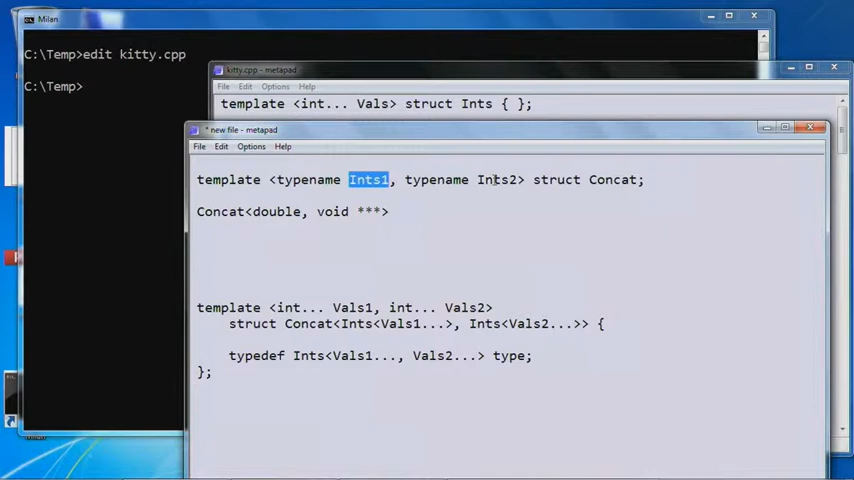 Milan
C:\Temp>edit kitty.cpp
C:\Temp>
kitty.cpp - metapad
File Edit Options Help
template <int... Vals> struct Ints { };
* new file - metapad
File Edit Options Help
template <typename Ints1, typename Ints2> struct Concat;
Concat<double, void ***>
template <int... Vals1, int... Vals2>
struct Concat<Ints<Vals1...>, Ints<Vals2...>> {
typedef Ints<Vals1..., Vals2...> type;
};